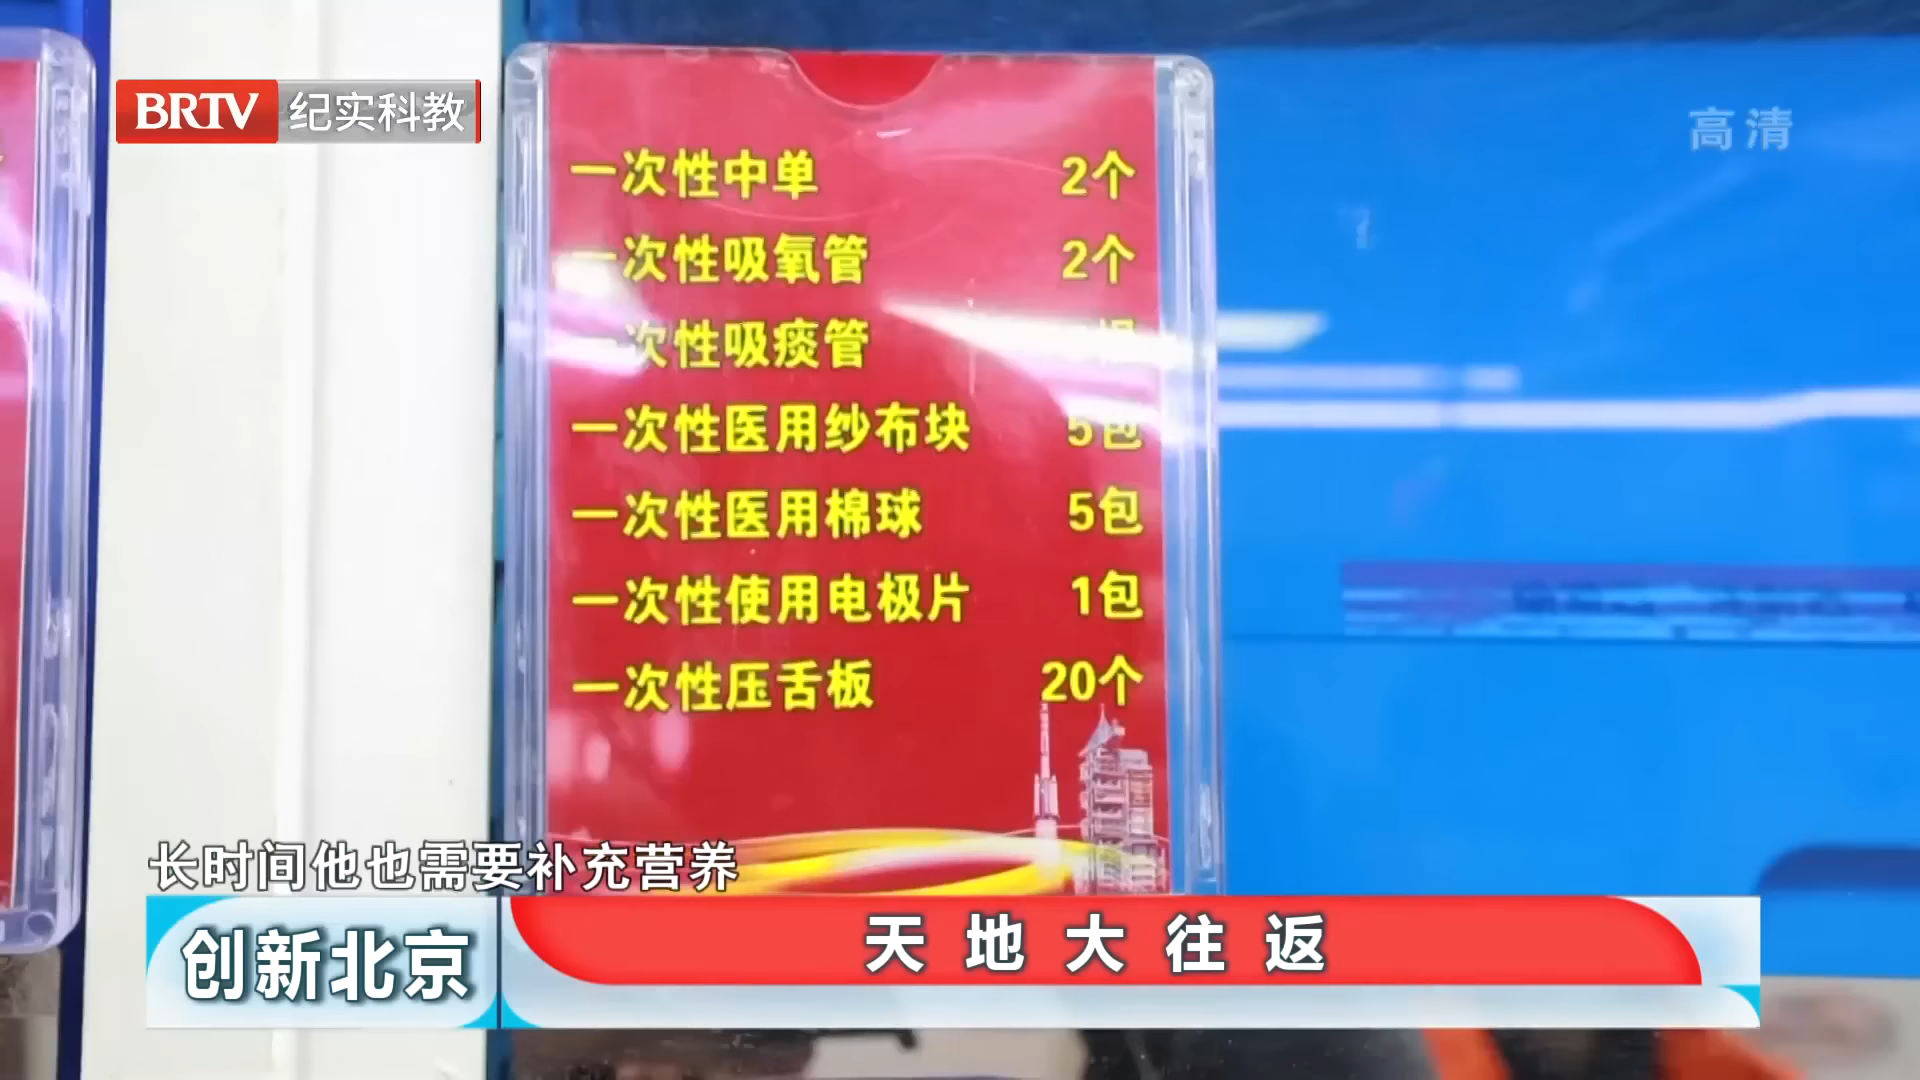 BRTV 纪实科教
高清
一次性中单 2个
一次性吸氧管 2个
一次性吸痰管
一次性医用纱布块 5包
一次性医用棉球 5包
一次性使用电极片 1包
一次性压舌板 20个
长时间他也需要补充营养
创新北京
天地大往返